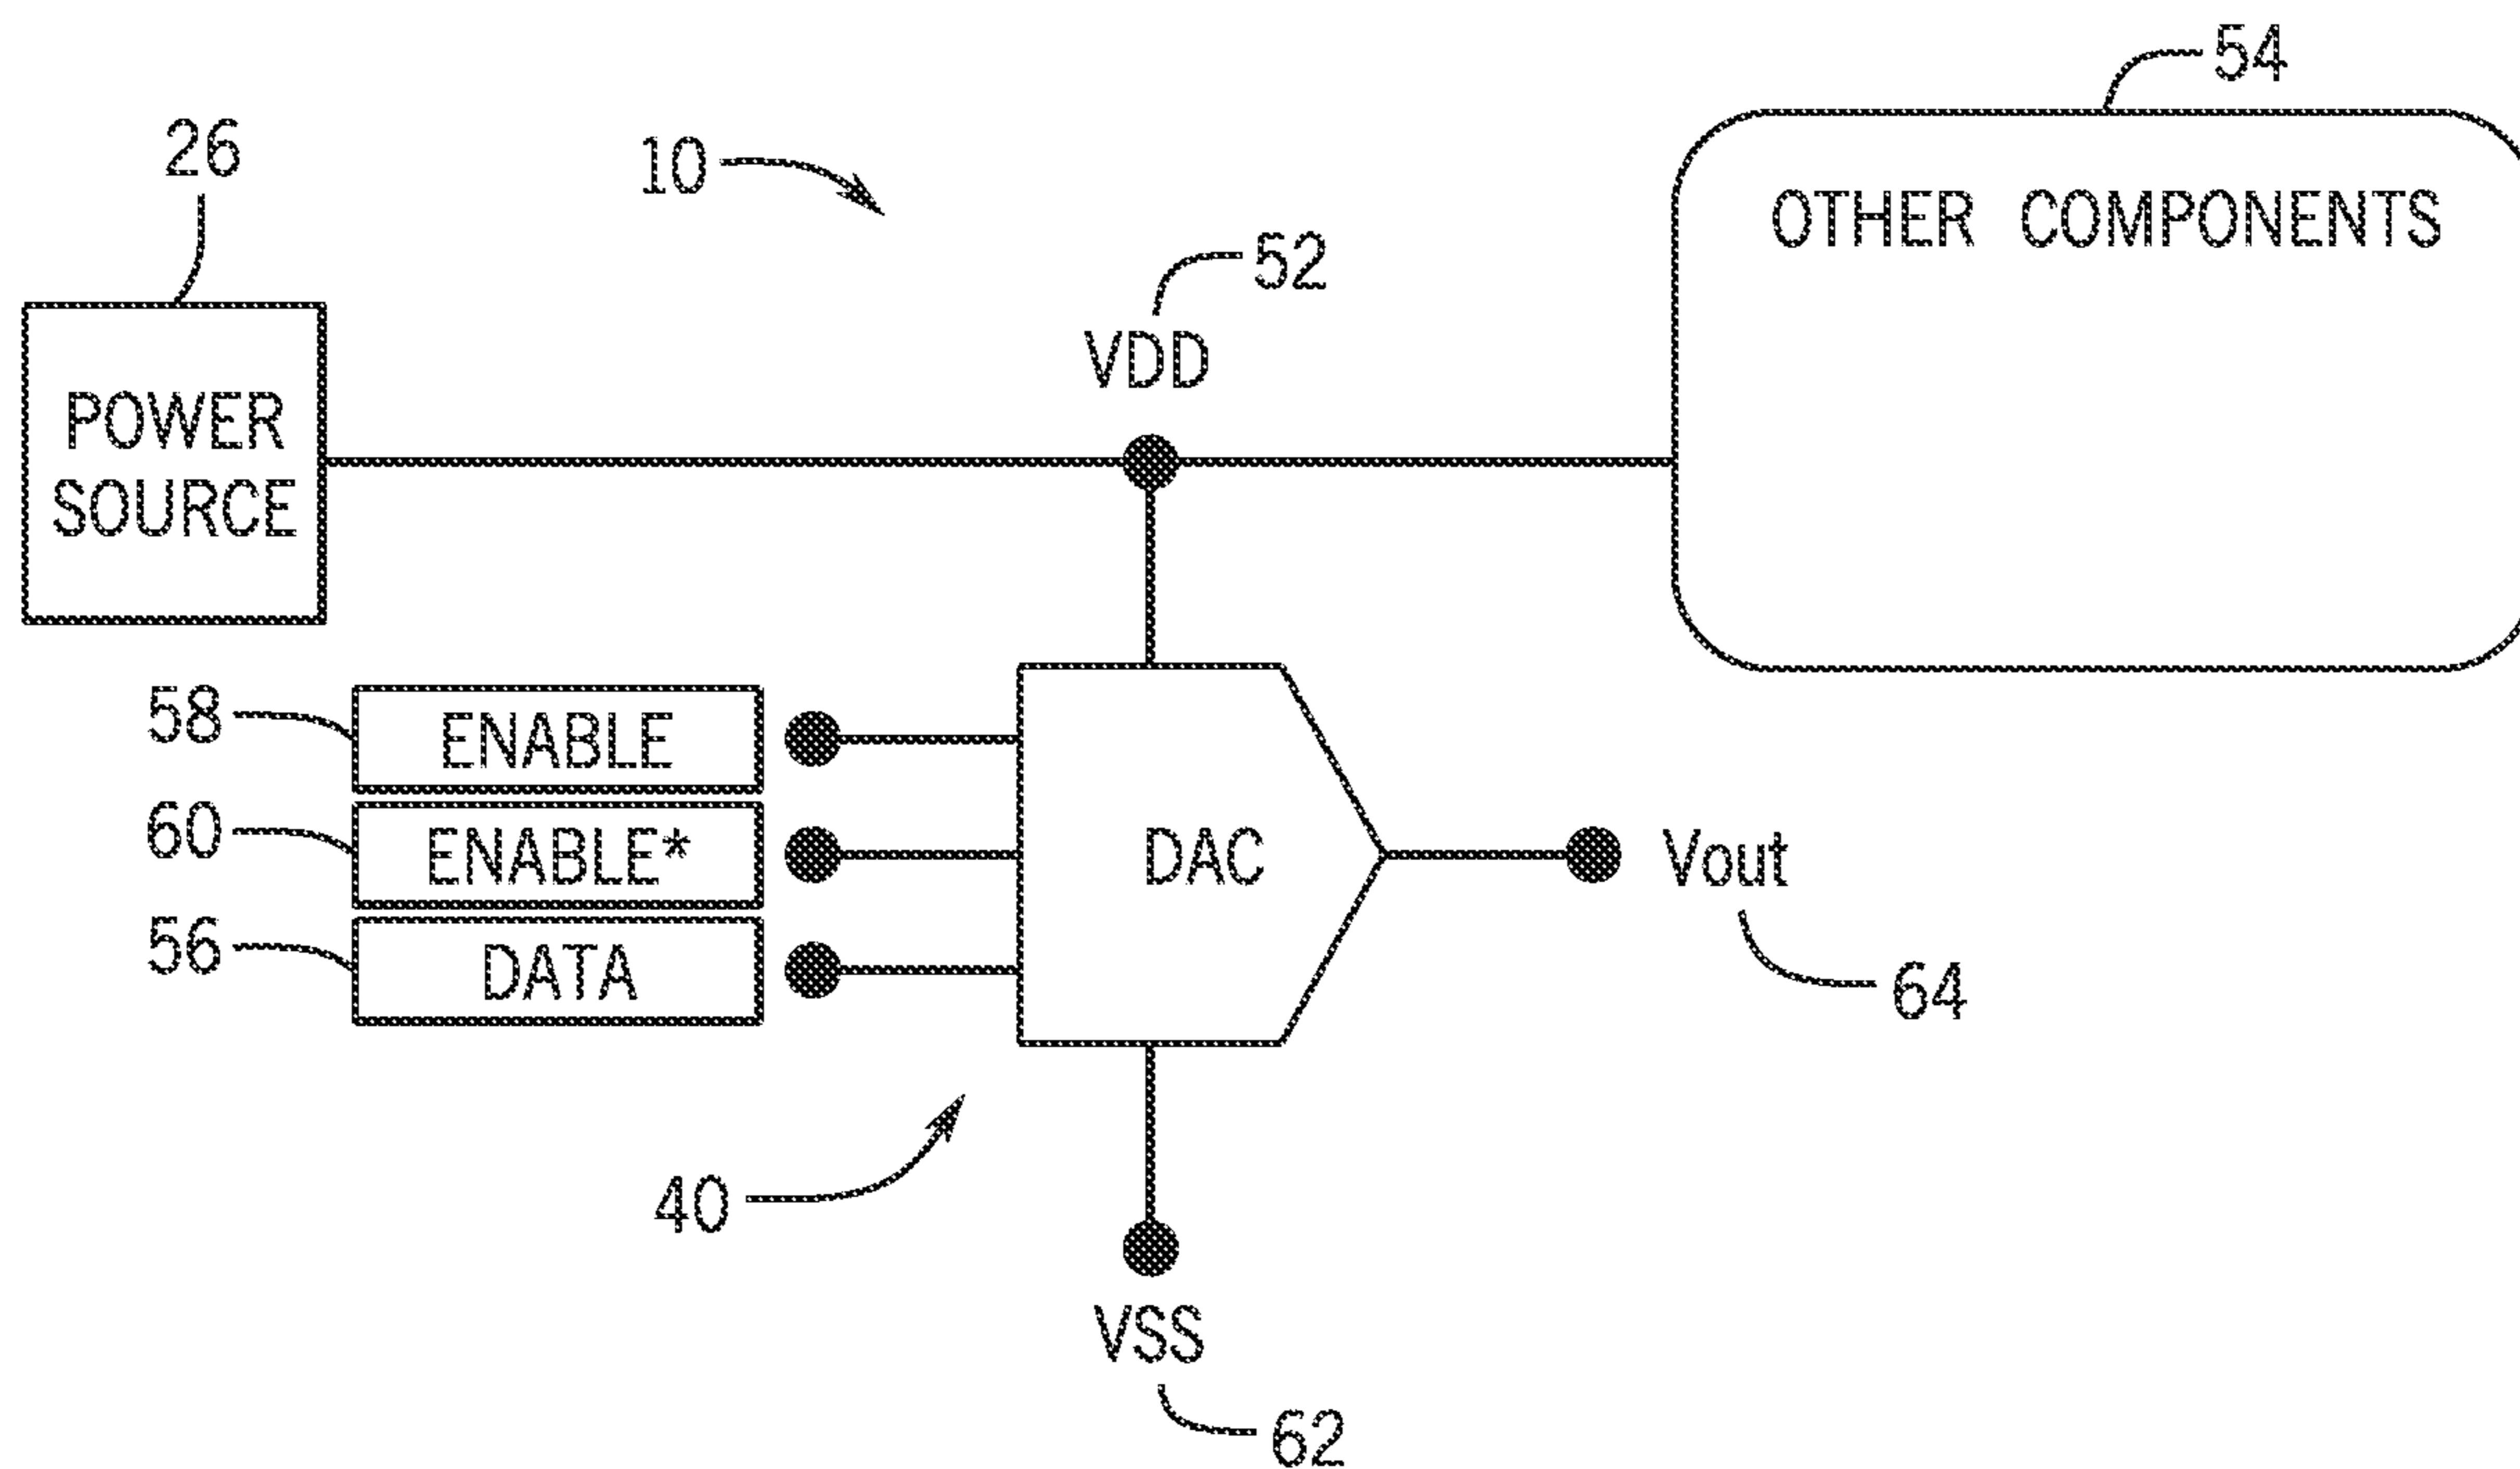 54
26
10
OTHER COMPONENTS
52
VDD
POWER
SOURCE
58
ENABLE
60
ENABLE*
DAC
Vout
56
DATA
64
40
VSS
62